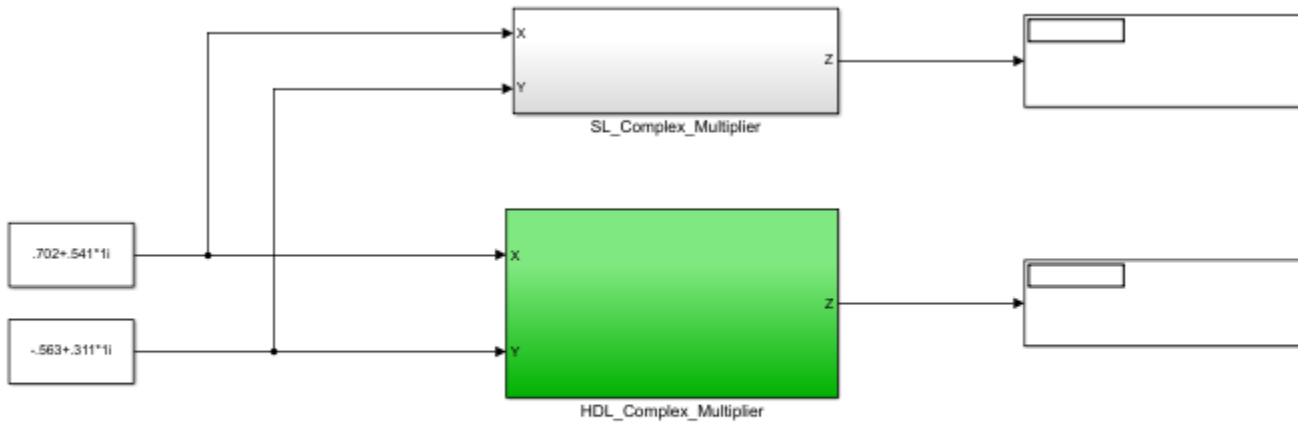 X
Y
Z
SL_Complex_Multiplier
.702+.541*1i
-.563+.311*1i
X
Y
Z
HDL_Complex_Multiplier